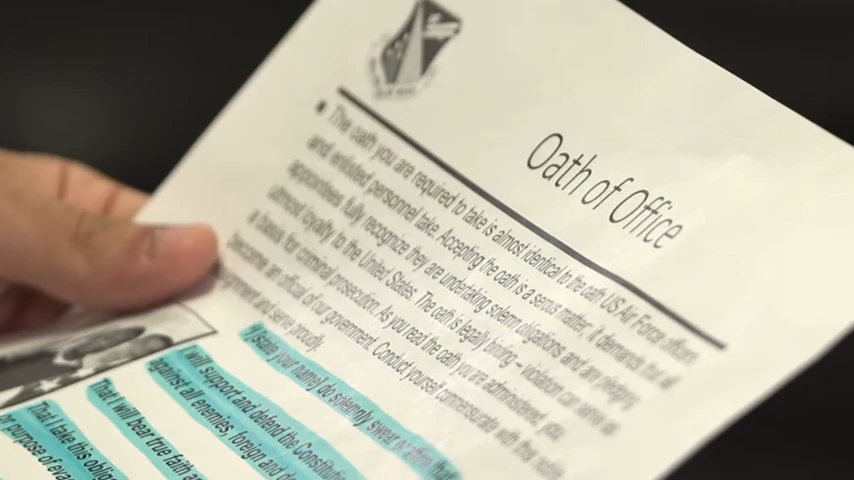 Oath of Office
The oath you are required to take is almost identical to the oath US Air Force officers
and enlisted personnel take. Accepting the oath is a serious matter; it demands that all
appointees fully recognize they are undertaking solemn obligations and are pledging
utmost loyalty to the United States. The oath is legally binding – violation can serve as
a basis for criminal prosecution. As you read the oath you are administered, you
become an official of our government. Conduct yourself commensurate with this noble
and serve proudly.
I (state your name) do solemnly swear or affirm that
I will support and defend the Constitution
against all enemies, foreign and
That I will bear true faith
That I take this
purpose of